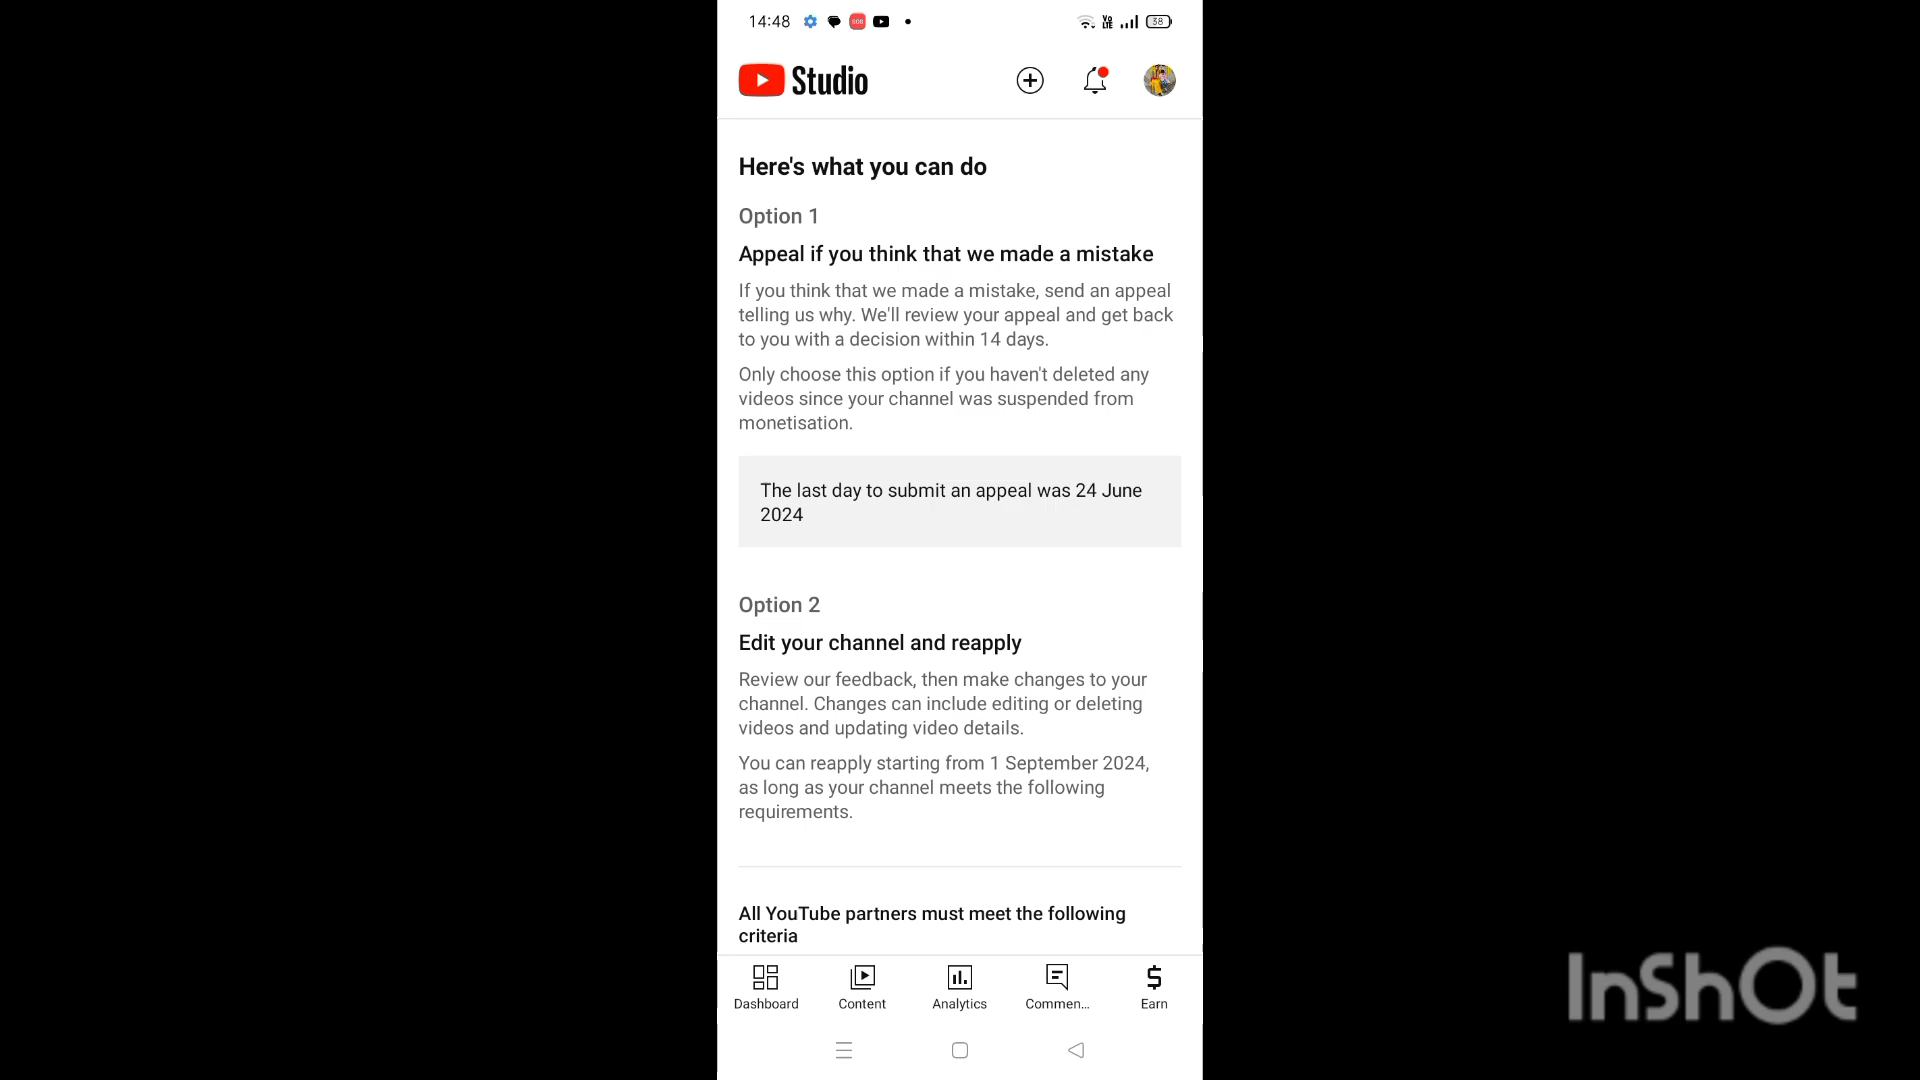 14:48
SOS
Vo
LTE
38
Studio
Here's what you can do
Option 1
Appeal if you think that we made a mistake
If you think that we made a mistake, send an appeal
telling us why. We'll review your appeal and get back
to you with a decision within 14 days.
Only choose this option if you haven't deleted any
videos since your channel was suspended from
monetisation.
The last day to submit an appeal was 24 June
2024
Option 2
Edit your channel and reapply
Review our feedback, then make changes to your
channel. Changes can include editing or deleting
videos and updating video details.
You can reapply starting from 1 September 2024,
as long as your channel meets the following
requirements.
All YouTube partners must meet the following
criteria
Dashboard
Content
Analytics
Commen...
Earn
InShOt